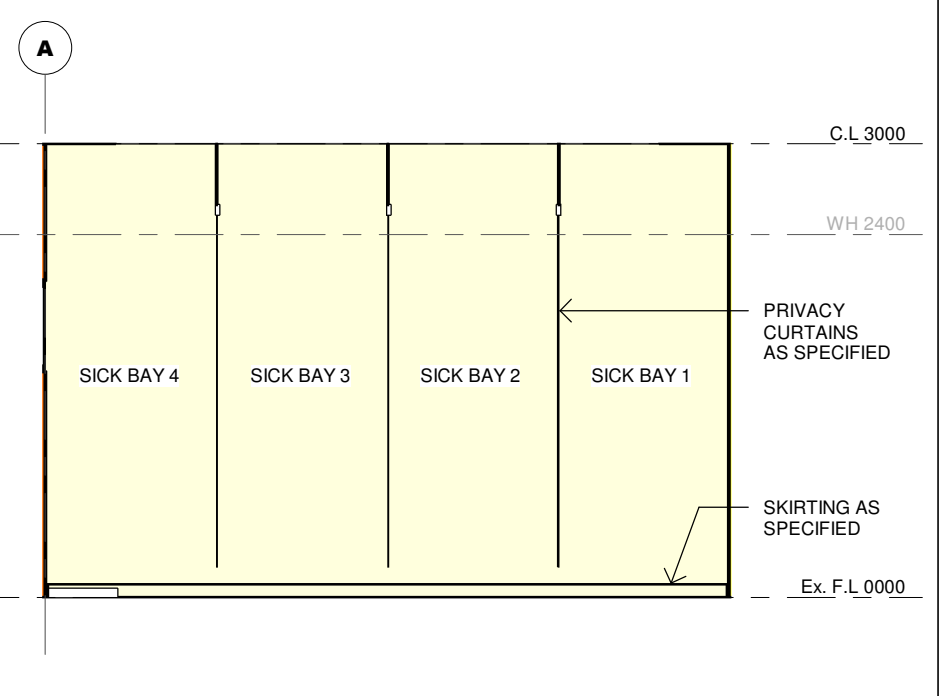 A
C.L 3000
WH 2400
PRIVACY
CURTAINS
AS SPECIFIED
SICK BAY 4
SICK BAY 3
SICK BAY 2
SICK BAY 1
SKIRTING AS
SPECIFIED
Ex. F.L 0000